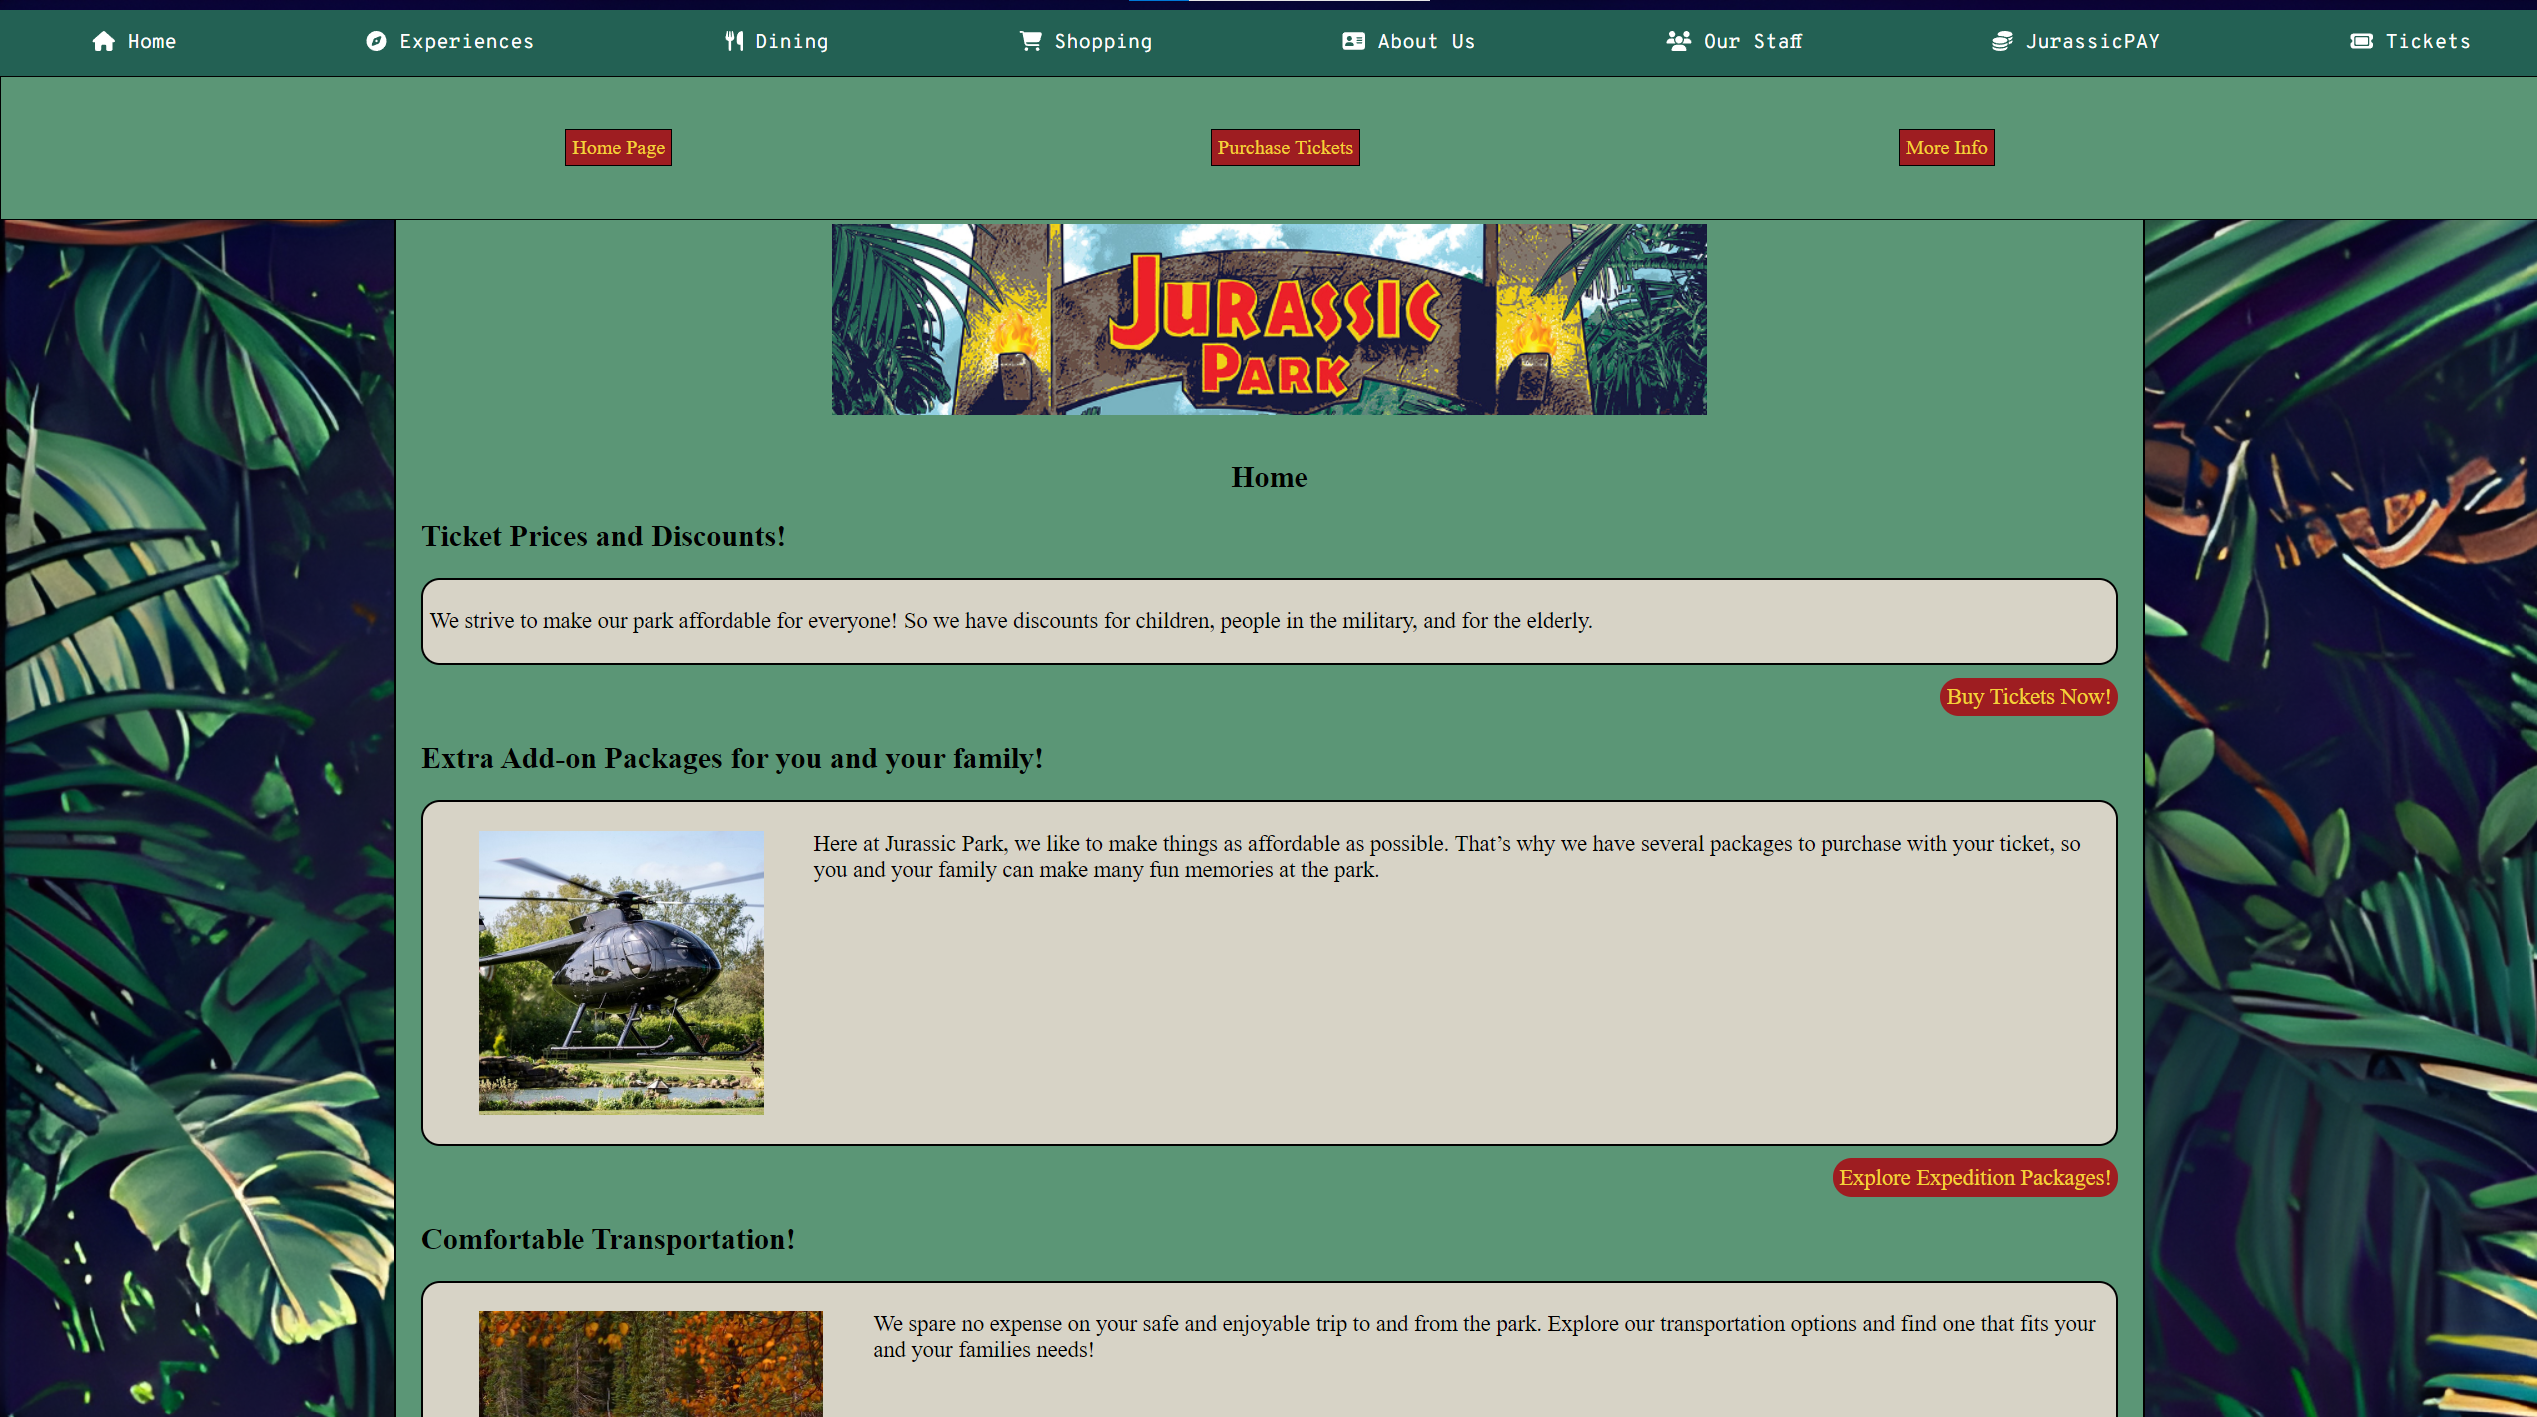 Home Experiences Dining Shopping About Us Our Staff JurassicPAY Tickets
Home Page Purchase Tickets More Info
JURASSIC
PARK
Home
Ticket Prices and Discounts!
We strive to make our park affordable for everyone! So we have discounts for children, people in the military, and for the elderly.
Buy Tickets Now!
Extra Add-on Packages for you and your family!
Here at Jurassic Park, we like to make things as affordable as possible. That’s why we have several packages to purchase with your ticket, so
you and your family can make many fun memories at the park.
Explore Expedition Packages!
Comfortable Transportation!
We spare no expense on your safe and enjoyable trip to and from the park. Explore our transportation options and find one that fits your
and your families needs!